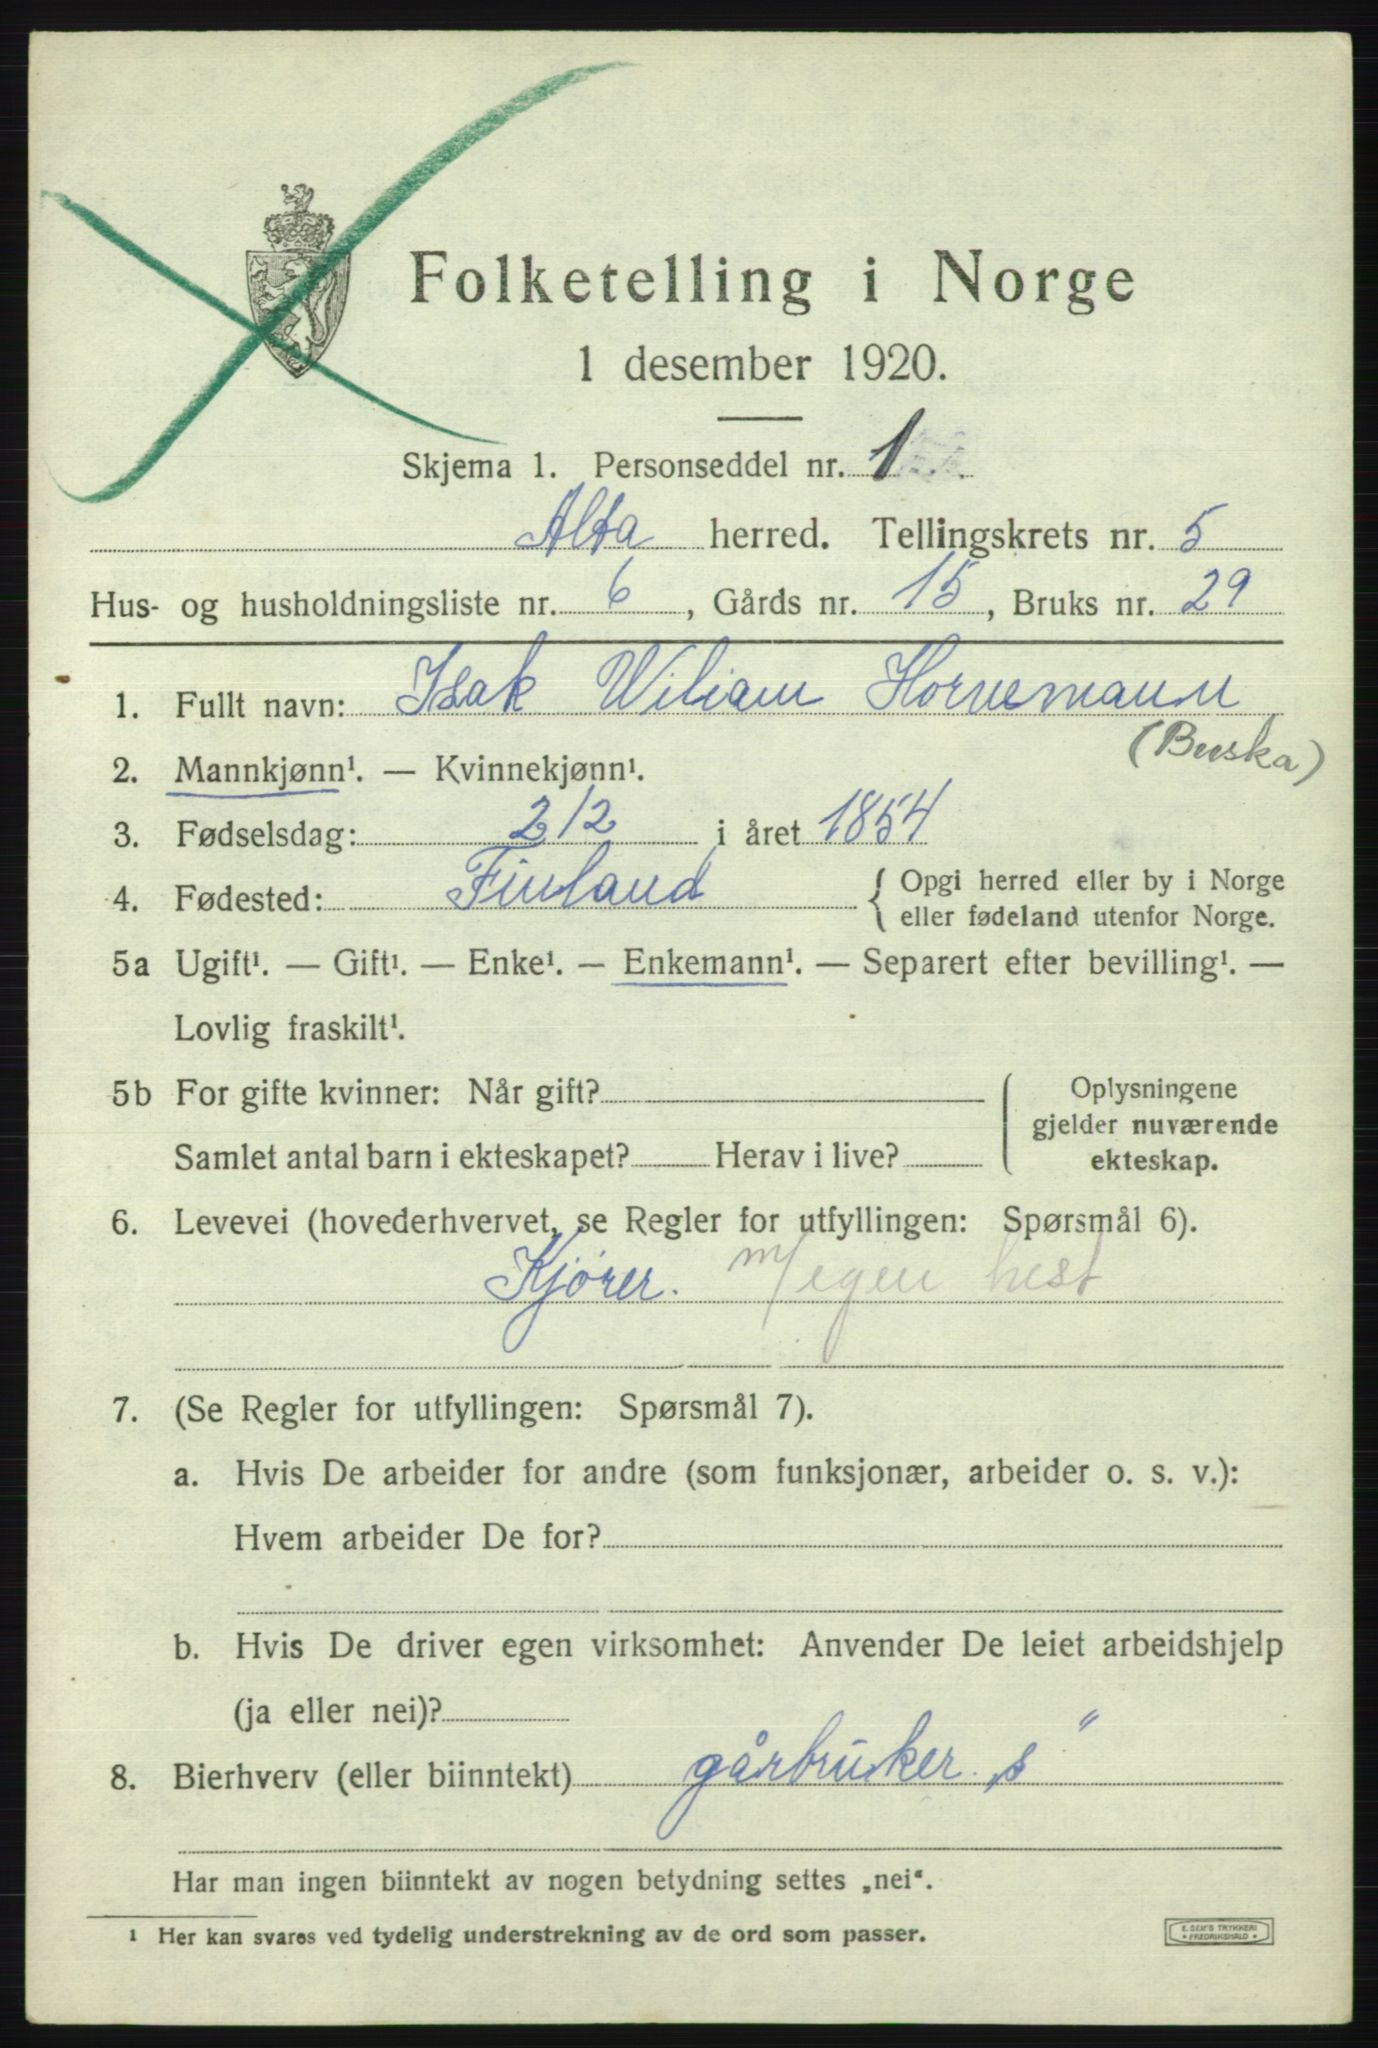 Folketelling i Norge
1 desember 1920.
Skjema 1. Personseddel nr. 1
Alta herred. Tellingskrets nr. 5
Hus- og husholdningsliste nr. 6, Gårds nr. 15, Bruks nr. 29
1. Fullt navn: Isak Wiliam Hornemann
(Buska)
2. Mannkjønn¹. — Kvinnekjønn¹.
3. Fødselsdag: 2/2 i året 1854
4. Fødested: Finland { Opgi herred eller by i Norge
eller fødeland utenfor Norge.
5a Ugift¹. — Gift¹. — Enke¹. — Enkemann¹. — Separert efter bevilling¹. —
Lovlig fraskilt¹.
5b For gifte kvinner: Når gift?
Samlet antal barn i ekteskapet? Herav i live?
Oplysningene
gjelder nuværende
ekteskap.
6. Levevei (hovederhvervet, se Regler for utfyllingen: Spørsmål 6).
Kjører. m/egen hest
7. (Se Regler for utfyllingen: Spørsmål 7).
a. Hvis De arbeider for andre (som funksjonær, arbeider o. s. v.):
Hvem arbeider De for?
b. Hvis De driver egen virksomhet: Anvender De leiet arbeidshjelp
(ja eller nei)?
8. Bierhverv (eller biinntekt) gårbruker „s"
Har man ingen biinntekt av nogen betydning settes „nei".
¹ Her kan svares ved tydelig understrekning av de ord som passer.
E. SEM'S TRYKKERI
• FREDRIKSHALD •